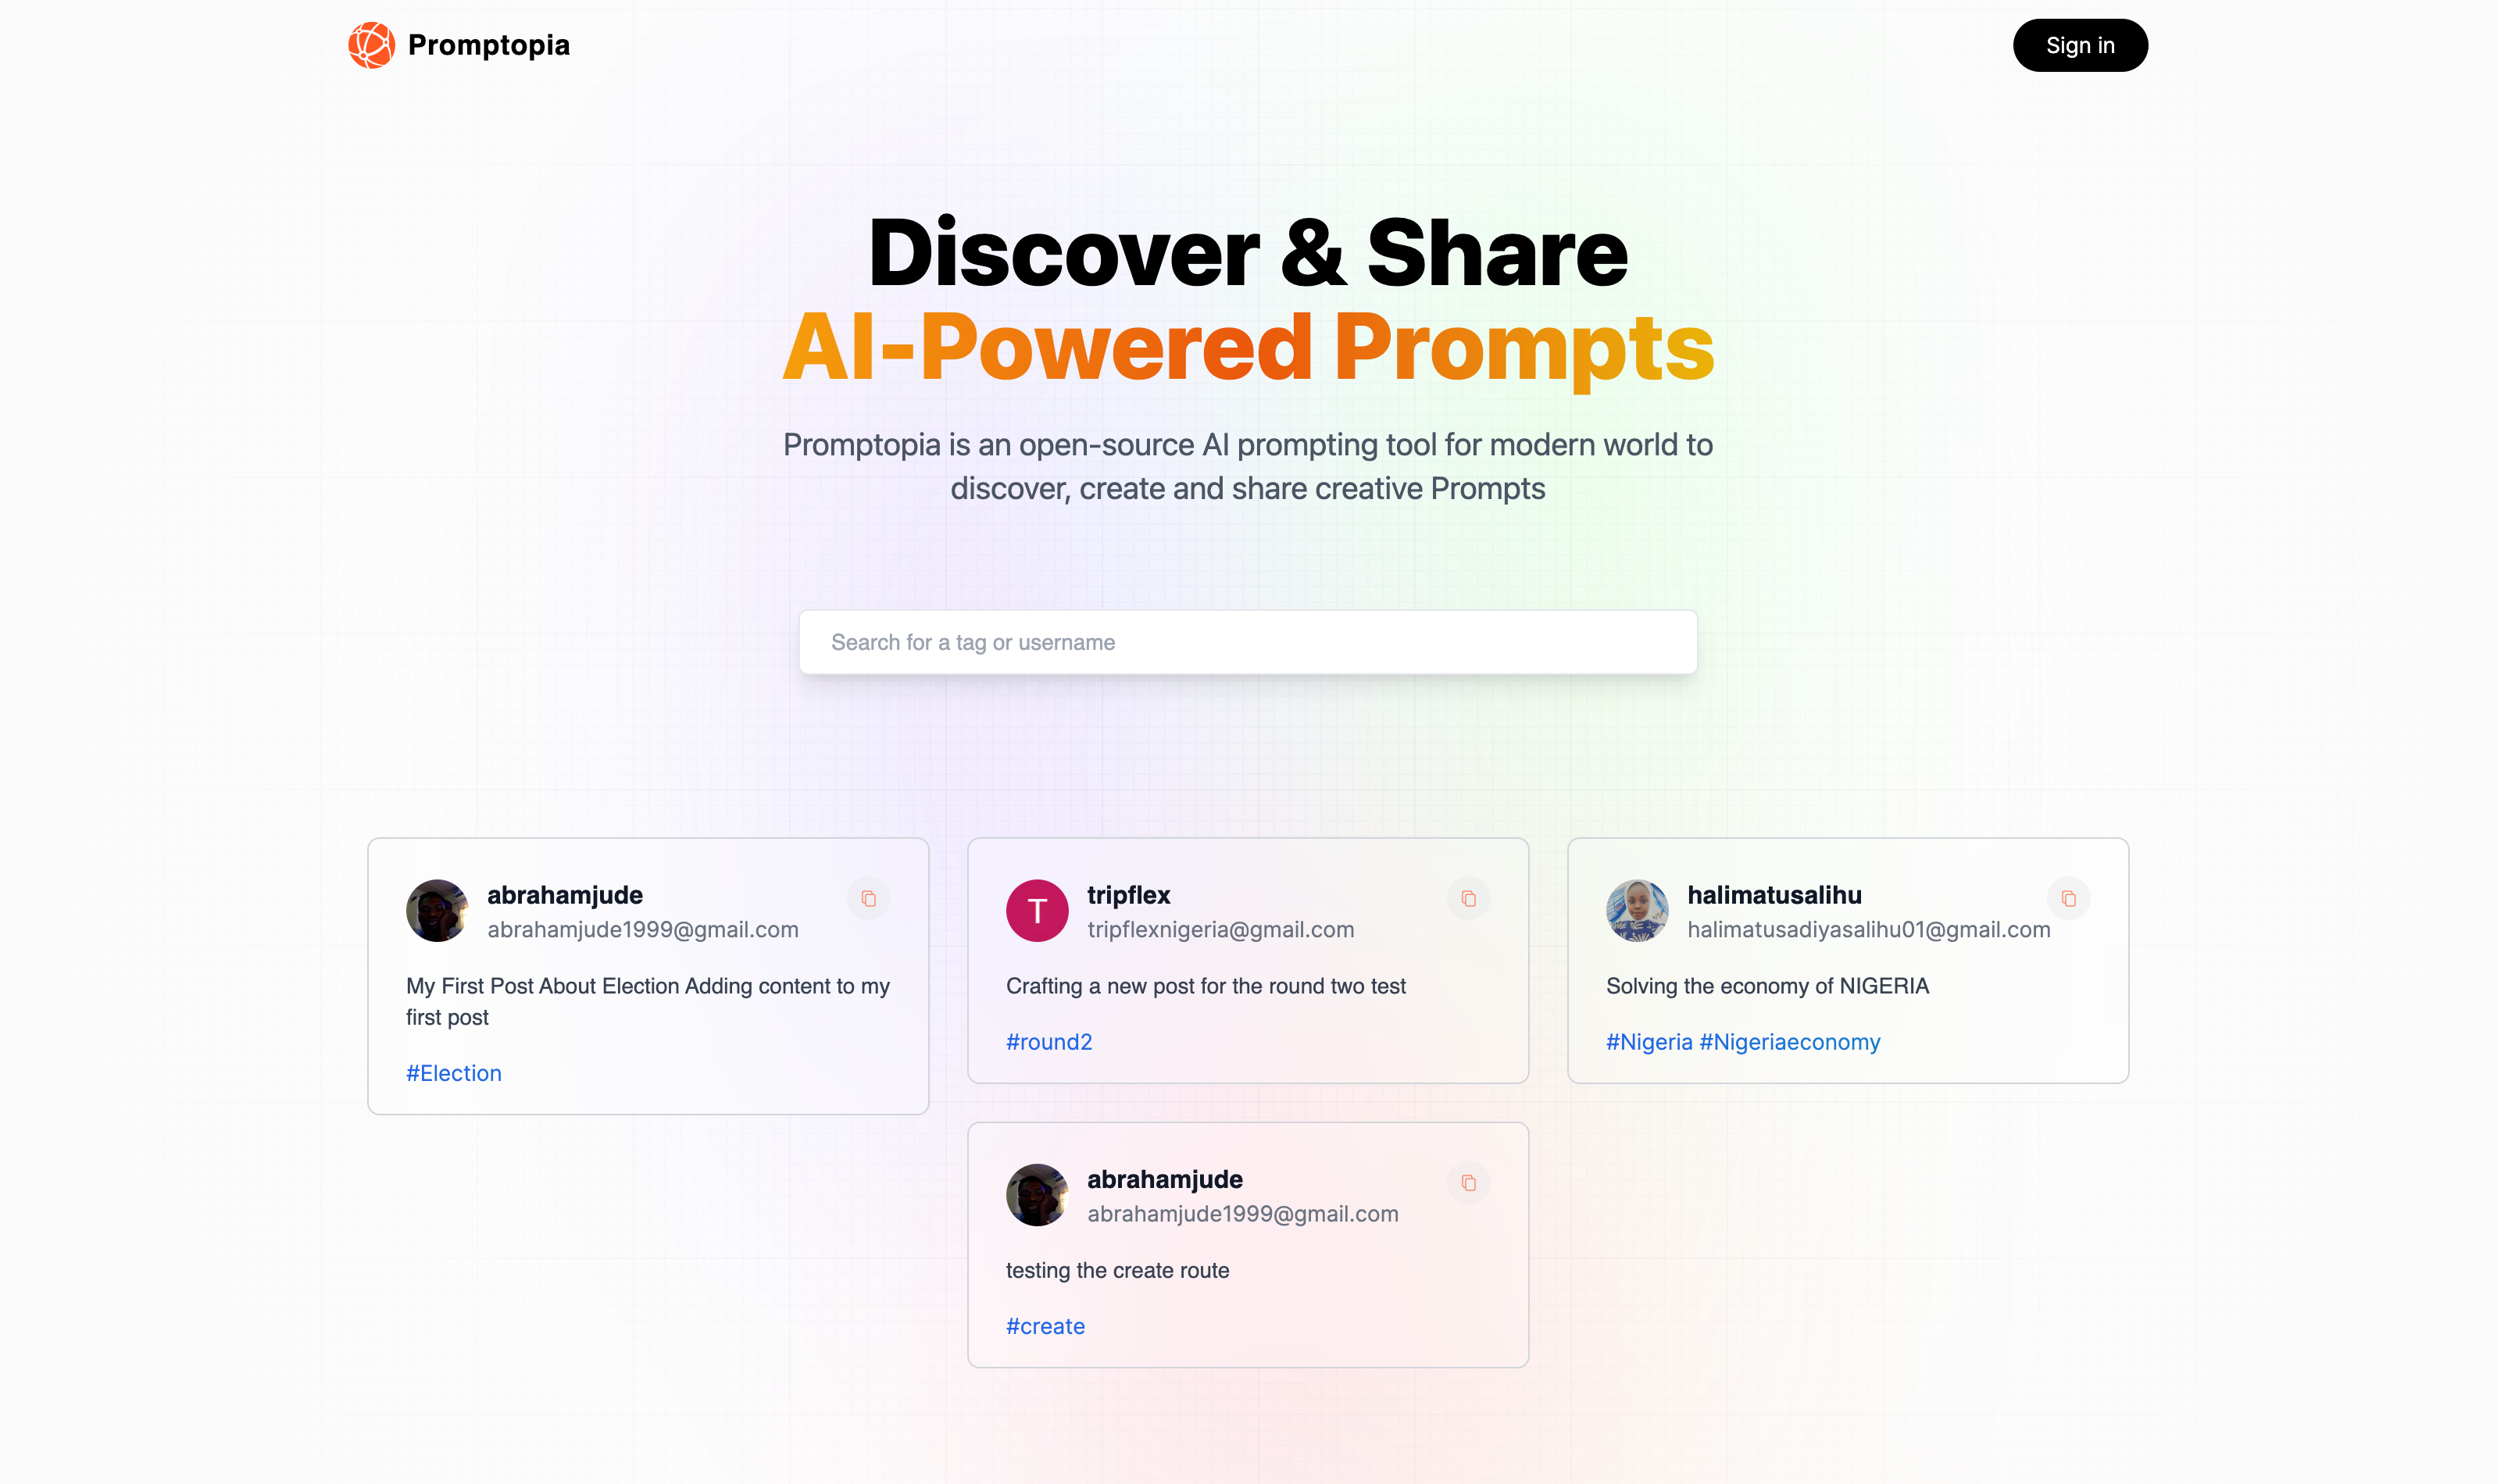 Promptopia
Sign in
Discover & Share
AI-Powered Prompts
Promptopia is an open-source AI prompting tool for modern world to
discover, create and share creative Prompts
Search for a tag or username
abrahamjude
abrahamjude1999@gmail.com
My First Post About Election Adding content to my
first post
#Election
T
tripflex
tripflexnigeria@gmail.com
Crafting a new post for the round two test
#round2
halimatusalihu
halimatusadiyasalihu01@gmail.com
Solving the economy of NIGERIA
#Nigeria #Nigeriaeconomy
abrahamjude
abrahamjude1999@gmail.com
testing the create route
#create